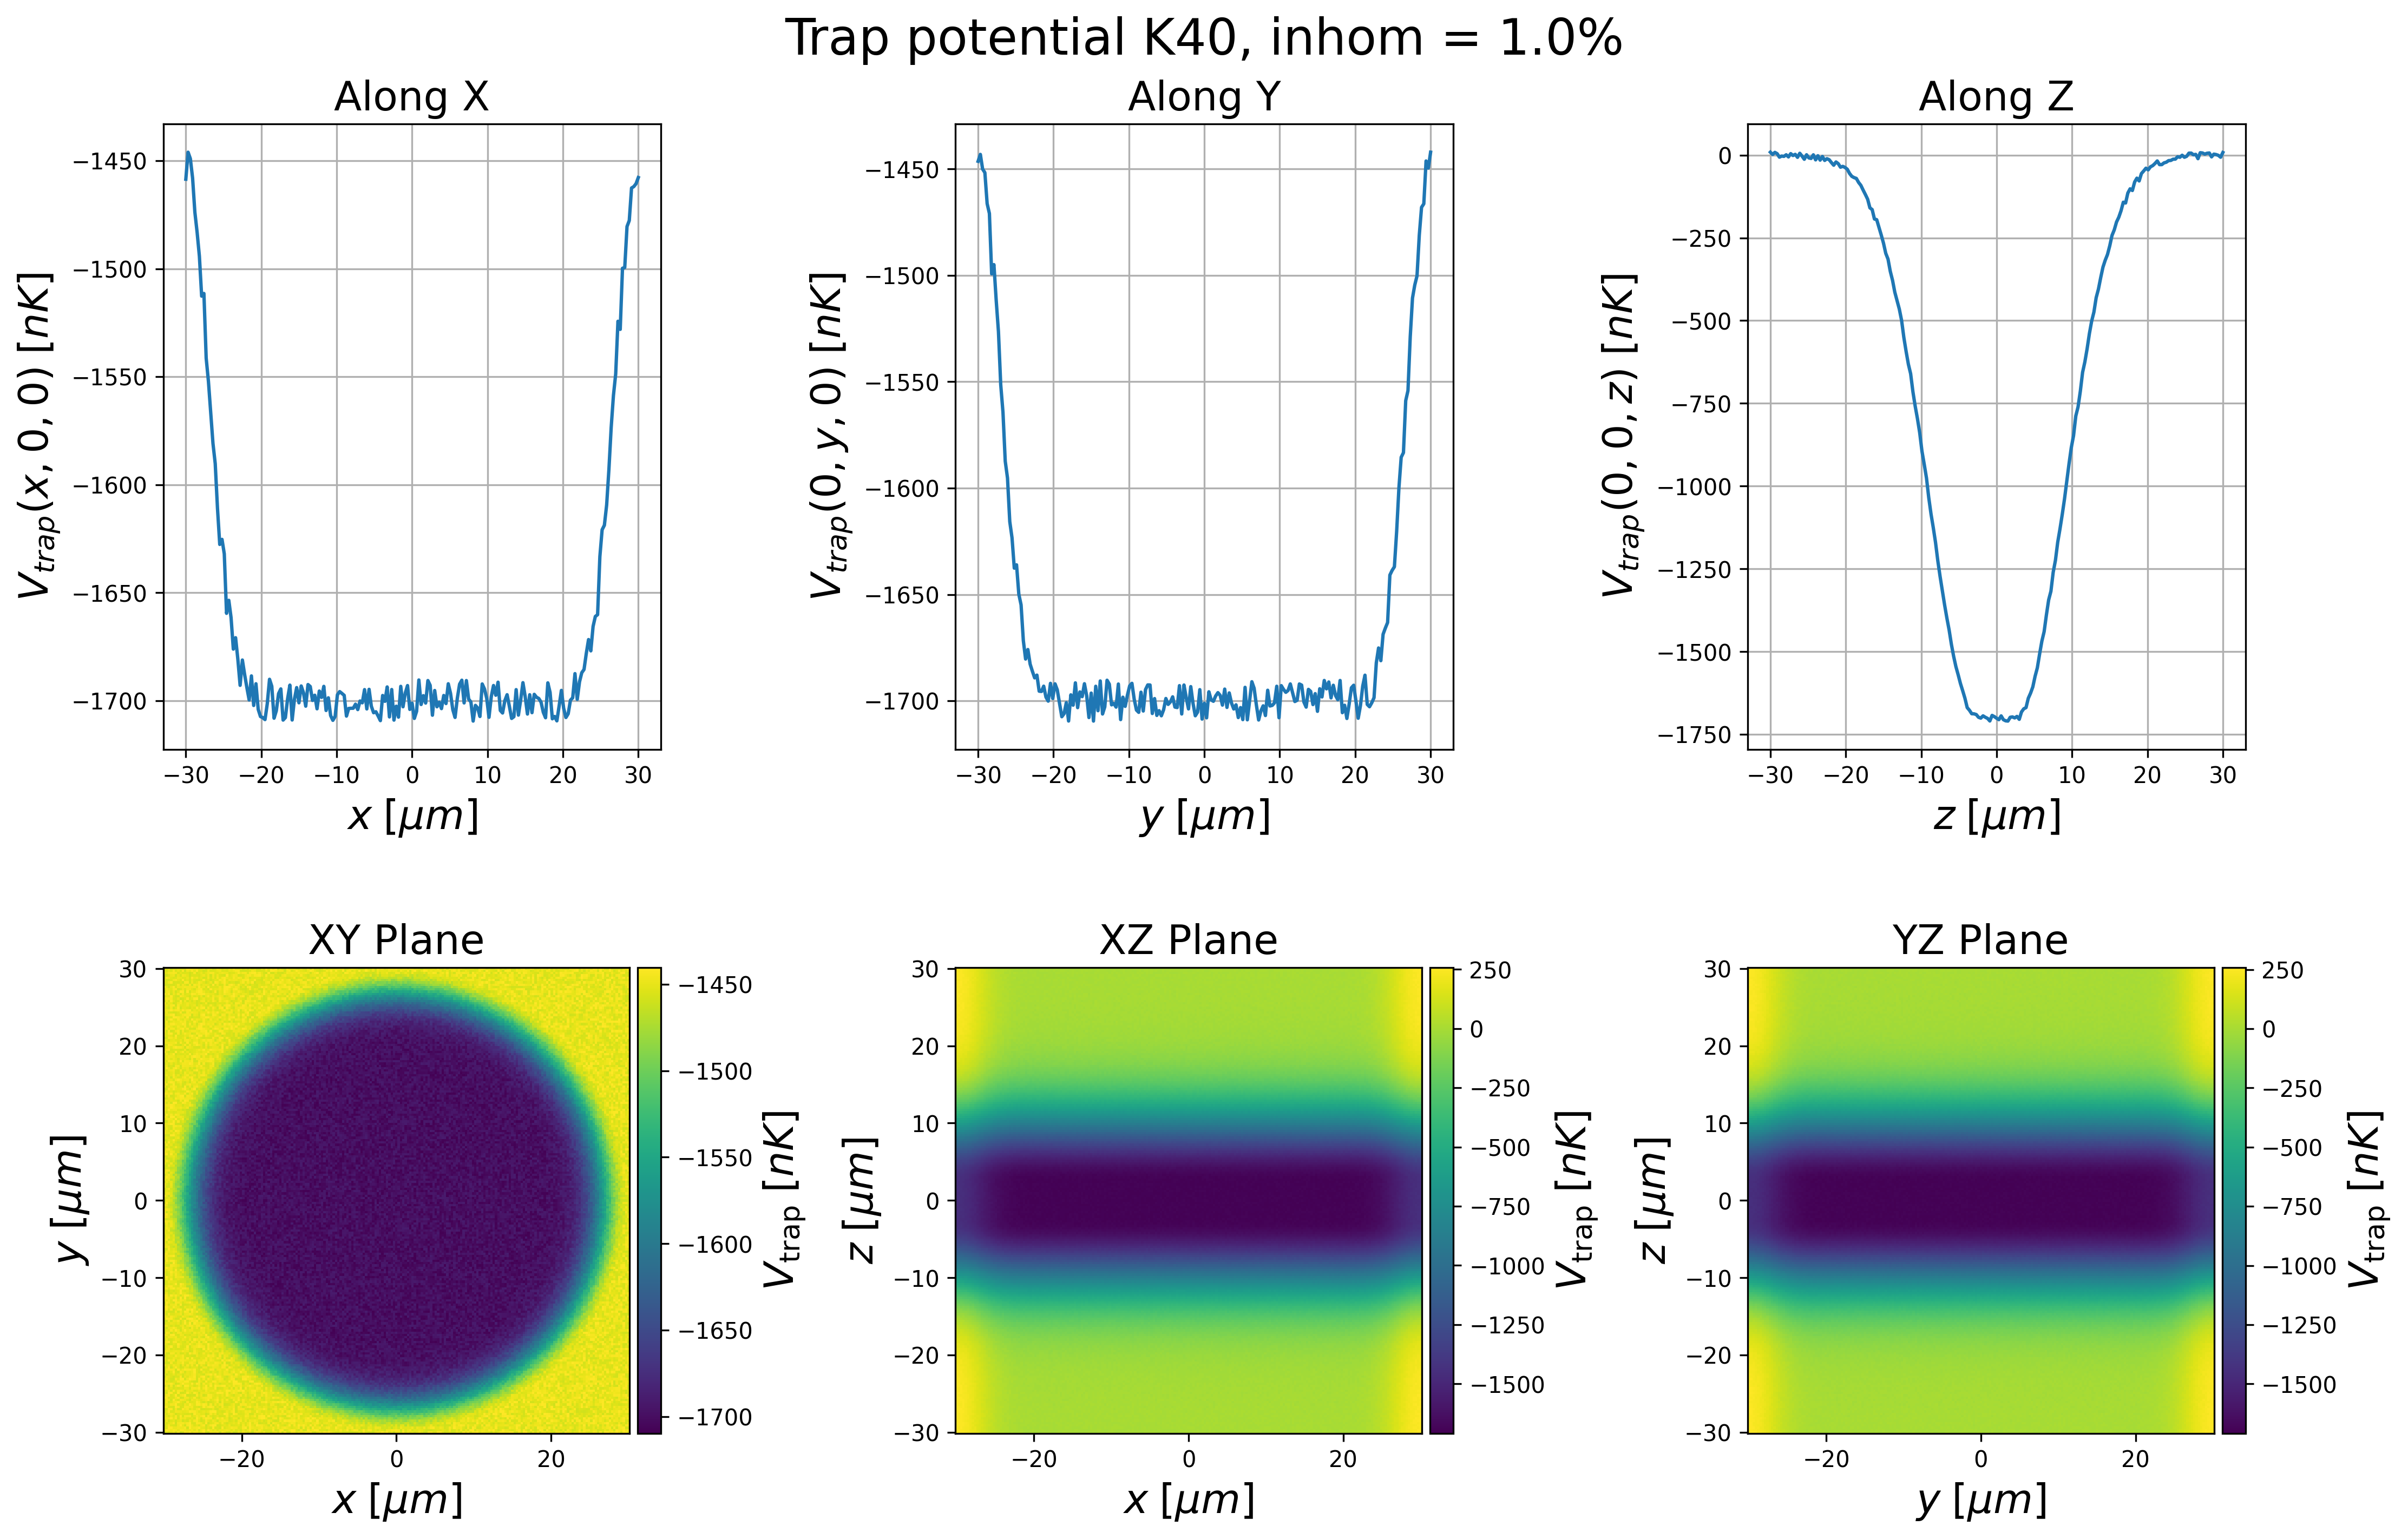 Trap potential K40, inhom = 1.0%
Along X
Along Y
Along Z
−1450
−1500
−1550
−1600
−1650
−1700
V_trap(x, 0, 0) [nK]
−30 −20 −10 0 10 20 30
x [μm]
−1450
−1500
−1550
−1600
−1650
−1700
V_trap(0, y, 0) [nK]
−30 −20 −10 0 10 20 30
y [μm]
0
−250
−500
−750
−1000
−1250
−1500
−1750
V_trap(0, 0, z) [nK]
−30 −20 −10 0 10 20 30
z [μm]
XY Plane
30
20
10
0
−10
−20
−30
y [μm]
−20 0 20
x [μm]
−1450
−1500
−1550
−1600
−1650
−1700
V_trap [nK]
XZ Plane
30
20
10
0
−10
−20
−30
z [μm]
−20 0 20
x [μm]
250
0
−250
−500
−750
−1000
−1250
−1500
V_trap [nK]
YZ Plane
30
20
10
0
−10
−20
−30
z [μm]
−20 0 20
y [μm]
250
0
−250
−500
−750
−1000
−1250
−1500
V_trap [nK]